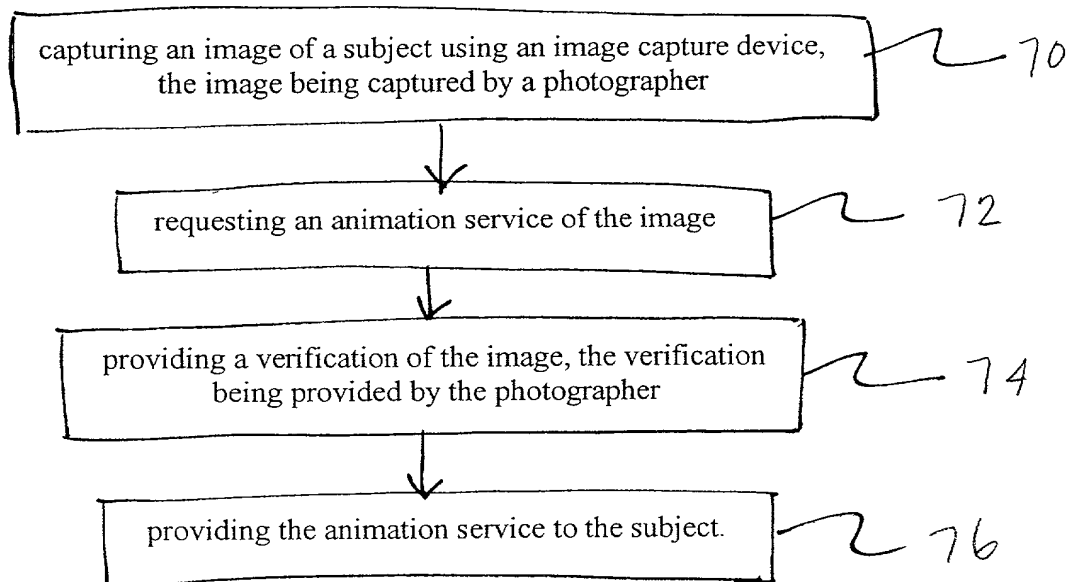 capturing an image of a subject using an image capture device,
the image being captured by a photographer
70
requesting an animation service of the image
72
providing a verification of the image, the verification
being provided by the photographer
74
providing the animation service to the subject.
76